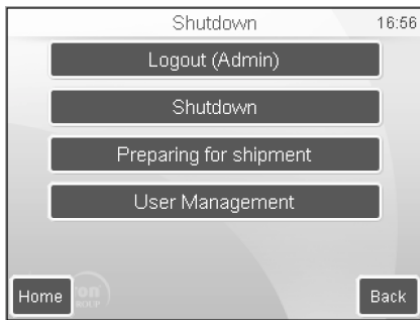 Shutdown 16:56
Logout (Admin)
Shutdown
Preparing for shipment
User Management
Home Back